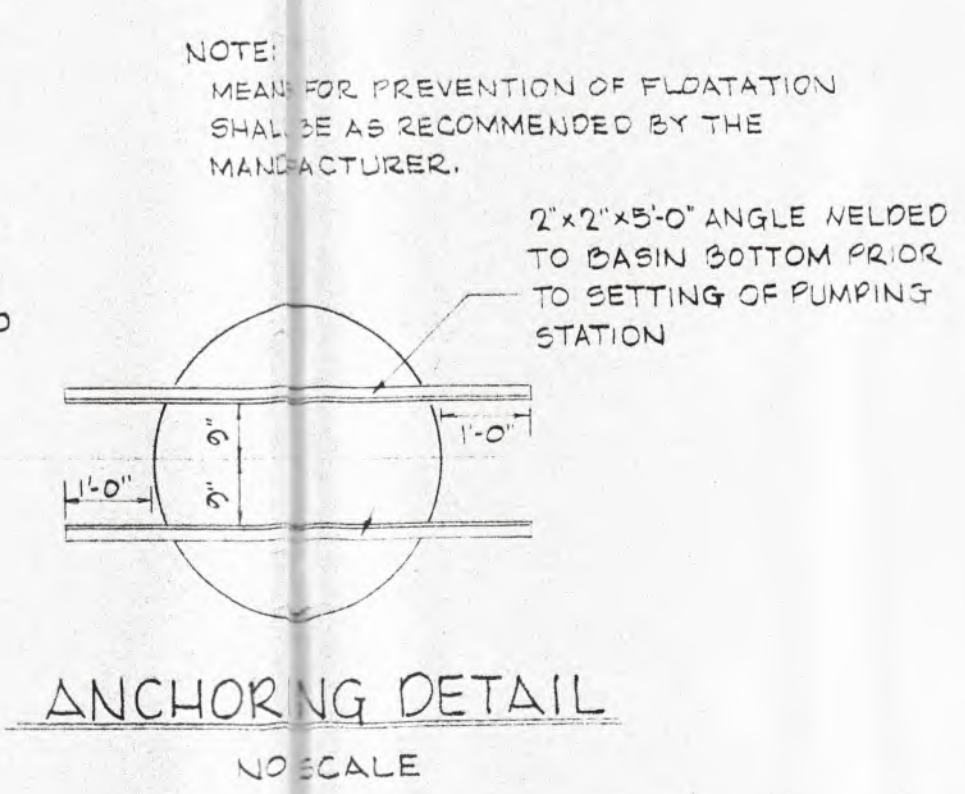 NOTE:
MEANS FOR PREVENTION OF FLOATATION
SHALL BE AS RECOMMENDED BY THE
MANUFACTURER.
2"x2"x5'-0" ANGLE WELDED
TO BASIN BOTTOM PRIOR
TO SETTING OF PUMPING
STATION
1'-0"
9"
1'-0"
9"
ANCHORING DETAIL
NO SCALE